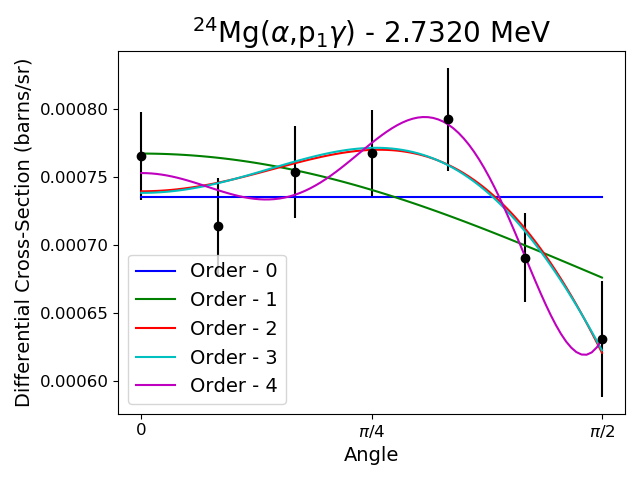 ²⁴Mg(α,p₁γ) - 2.7320 MeV
Differential Cross-Section (barns/sr)
0.00080
0.00075
0.00070
0.00065
0.00060
Order - 0
Order - 1
Order - 2
Order - 3
Order - 4
0
π/4
π/2
Angle